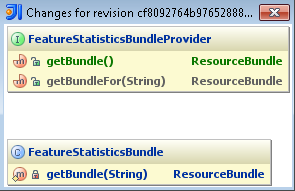 Changes for revision cf8092764b97652888...
FeatureStatisticsBundleProvider
getBundle() ResourceBundle
getBundleFor(String) ResourceBundle
FeatureStatisticsBundle
getBundle(String) ResourceBundle